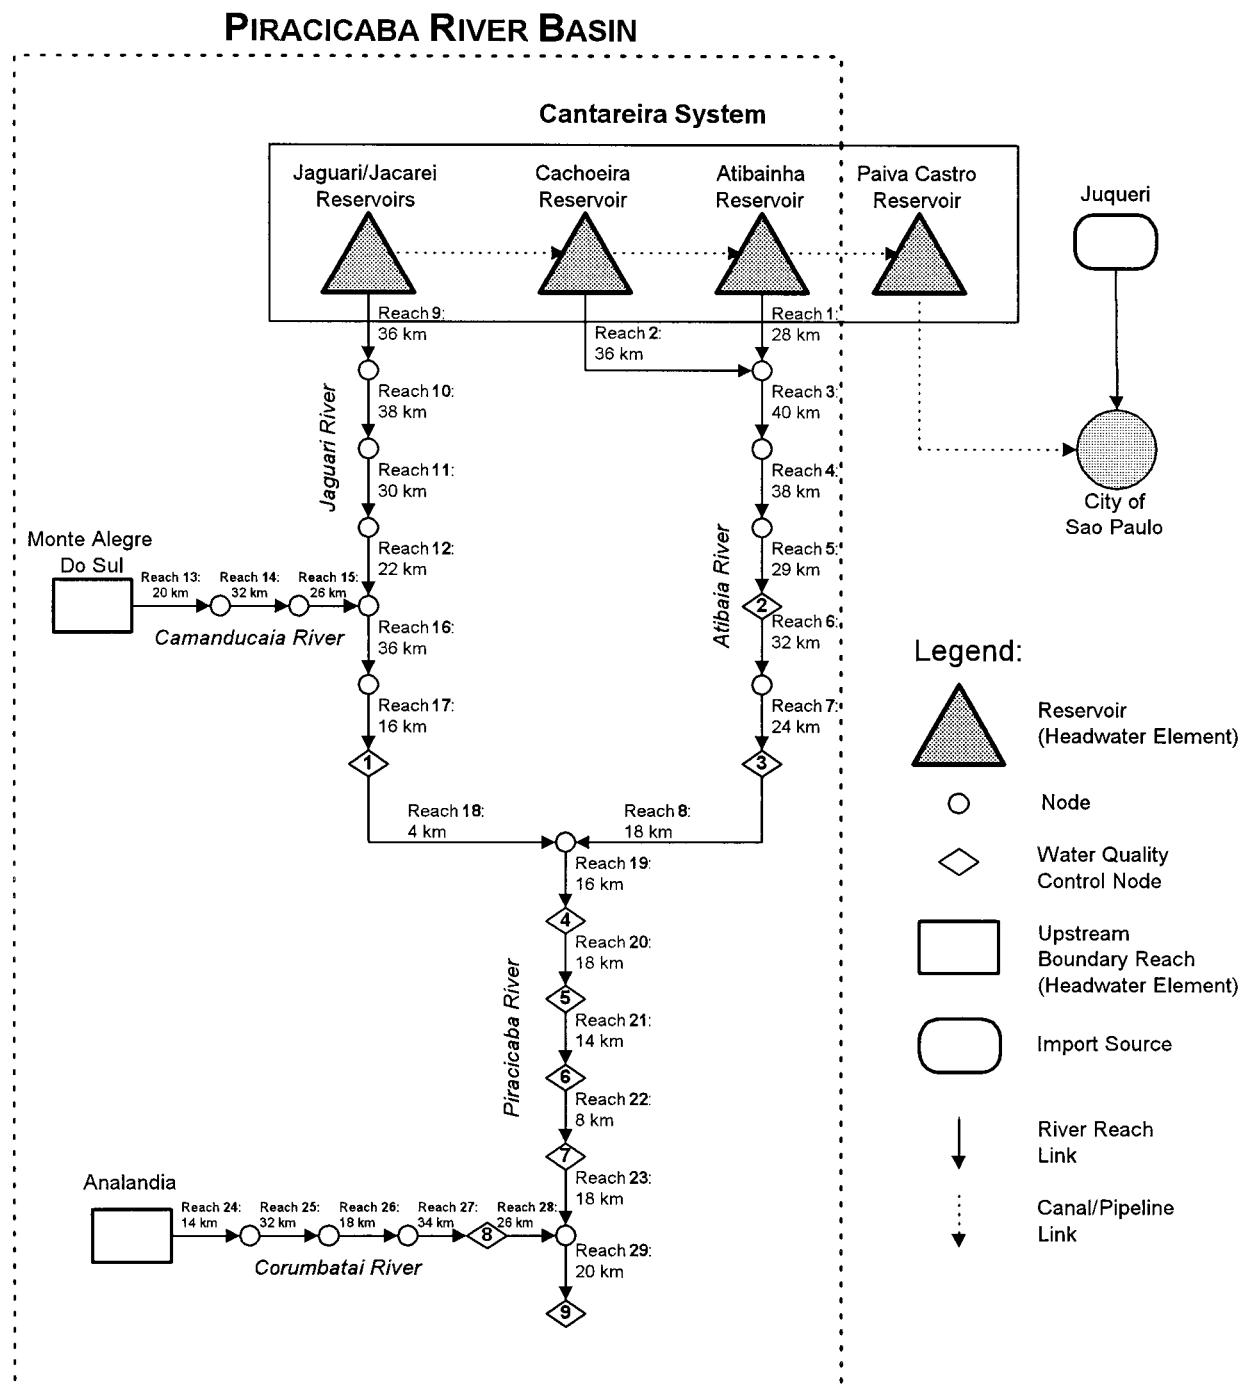 PIRACICABA RIVER BASIN
Cantareira System
Jaguari/Jacarei
Reservoirs
Cachoeira
Reservoir
Atibainha
Reservoir
Paiva Castro
Reservoir
Juqueri
Reach 9:
36 km
Reach 2:
36 km
Reach 1:
28 km
Jaguari River
Reach 10:
38 km
Reach 3:
40 km
Reach 11:
30 km
Reach 4:
38 km
City of
Sao Paulo
Monte Alegre
Do Sul
Reach 12:
22 km
Atibaia River
Reach 5:
29 km
Reach 13:
20 km
Reach 14:
32 km
Reach 15:
26 km
Camanducaia River
2
Reach 16:
36 km
Reach 6:
32 km
Reach 17:
16 km
Reach 7:
24 km
1
3
Reach 18:
4 km
Reach 8:
18 km
Reach 19:
16 km
4
Reach 20:
18 km
Piracicaba River
5
Reach 21:
14 km
6
Reach 22:
8 km
7
Reach 23:
18 km
Analandia
Reach 24:
14 km
Reach 25:
32 km
Reach 26:
18 km
Reach 27:
34 km
8
Reach 28:
26 km
Corumbatai River
Reach 29:
20 km
9
Legend:
Reservoir
(Headwater Element)
Node
Water Quality
Control Node
Upstream
Boundary Reach
(Headwater Element)
Import Source
River Reach
Link
Canal/Pipeline
Link